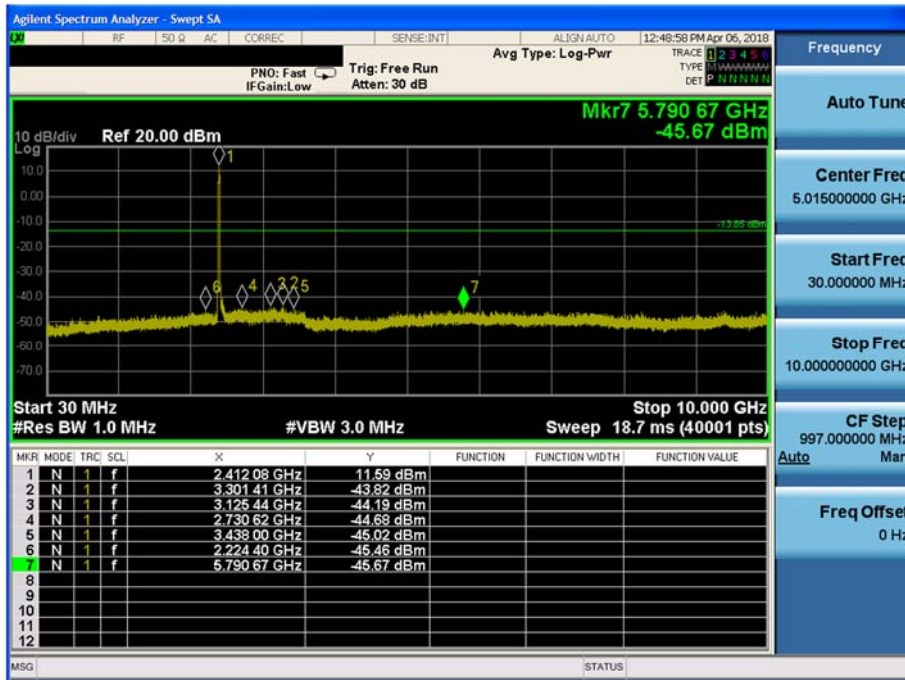 Agilent Spectrum Analyzer - Swept SA
LXI RF 50 Ω AC CORREC SENSE:INT ALIGN AUTO 12:48:58 PM Apr 06, 2018
Frequency
Avg Type: Log-Pwr
TRACE 1 2 3 4 5 6
PNO: Fast Trig: Free Run
TYPE M W W W W W
IFGain:Low Atten: 30 dB
DET P N N N N N
Auto Tune
Mkr7 5.790 67 GHz
-45.67 dBm
10 dB/div Ref 20.00 dBm
Log
1
10.0
0.00
-10.0
-13.85 dBm
-20.0
-30.0
6 4 3 2 5 7
-40.0
-50.0
-60.0
-70.0
Start 30 MHz Stop 10.000 GHz
#Res BW 1.0 MHz #VBW 3.0 MHz Sweep 18.7 ms (40001 pts)
Center Freq
5.015000000 GHz
Start Freq
30.000000 MHz
Stop Freq
10.000000000 GHz
CF Step
997.000000 MHz
Auto Man
Freq Offset
0 Hz
MKR MODE TRC SCL X Y FUNCTION FUNCTION WIDTH FUNCTION VALUE
1 N 1 f 2.412 08 GHz 11.59 dBm
2 N 1 f 3.301 41 GHz -43.82 dBm
3 N 1 f 3.125 44 GHz -44.19 dBm
4 N 1 f 2.730 62 GHz -44.68 dBm
5 N 1 f 3.438 00 GHz -45.02 dBm
6 N 1 f 2.224 40 GHz -45.46 dBm
7 N 1 f 5.790 67 GHz -45.67 dBm
8
9
10
11
12
MSG STATUS